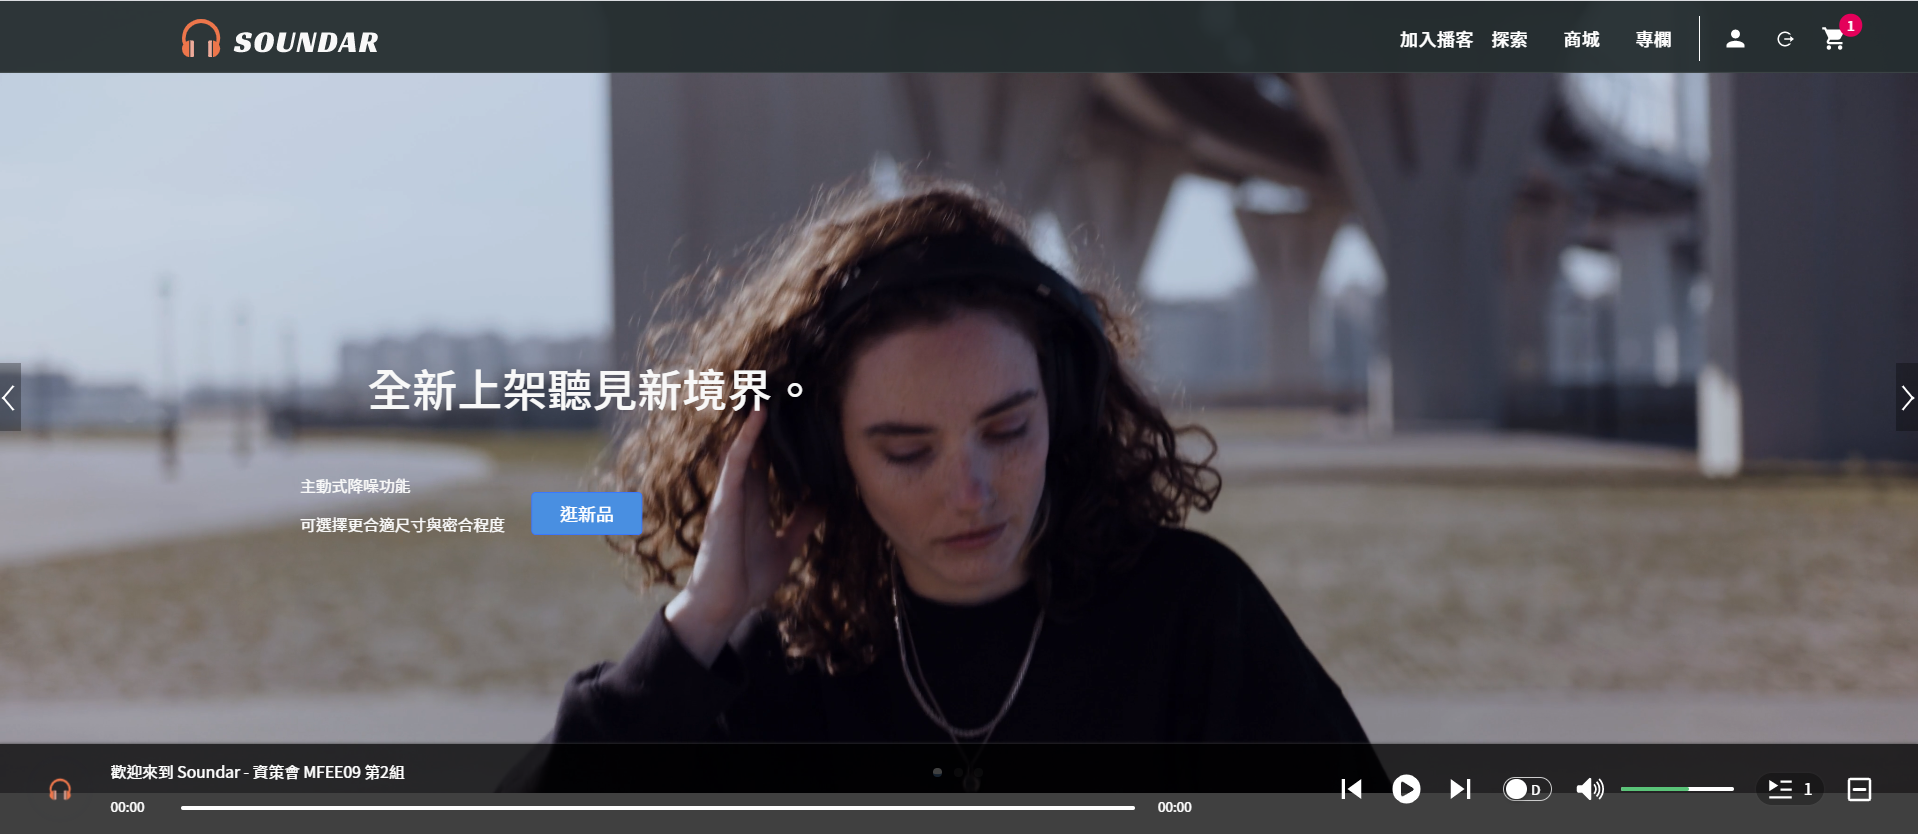 SOUNDAR
加入播客 探索 商城 專欄
1
全新上架聽見新境界。
主動式降噪功能
可選擇更合適尺寸與密合程度
逛新品
歡迎來到 Soundar - 資策會 MFEE09 第2組
00:00
00:00
D
1